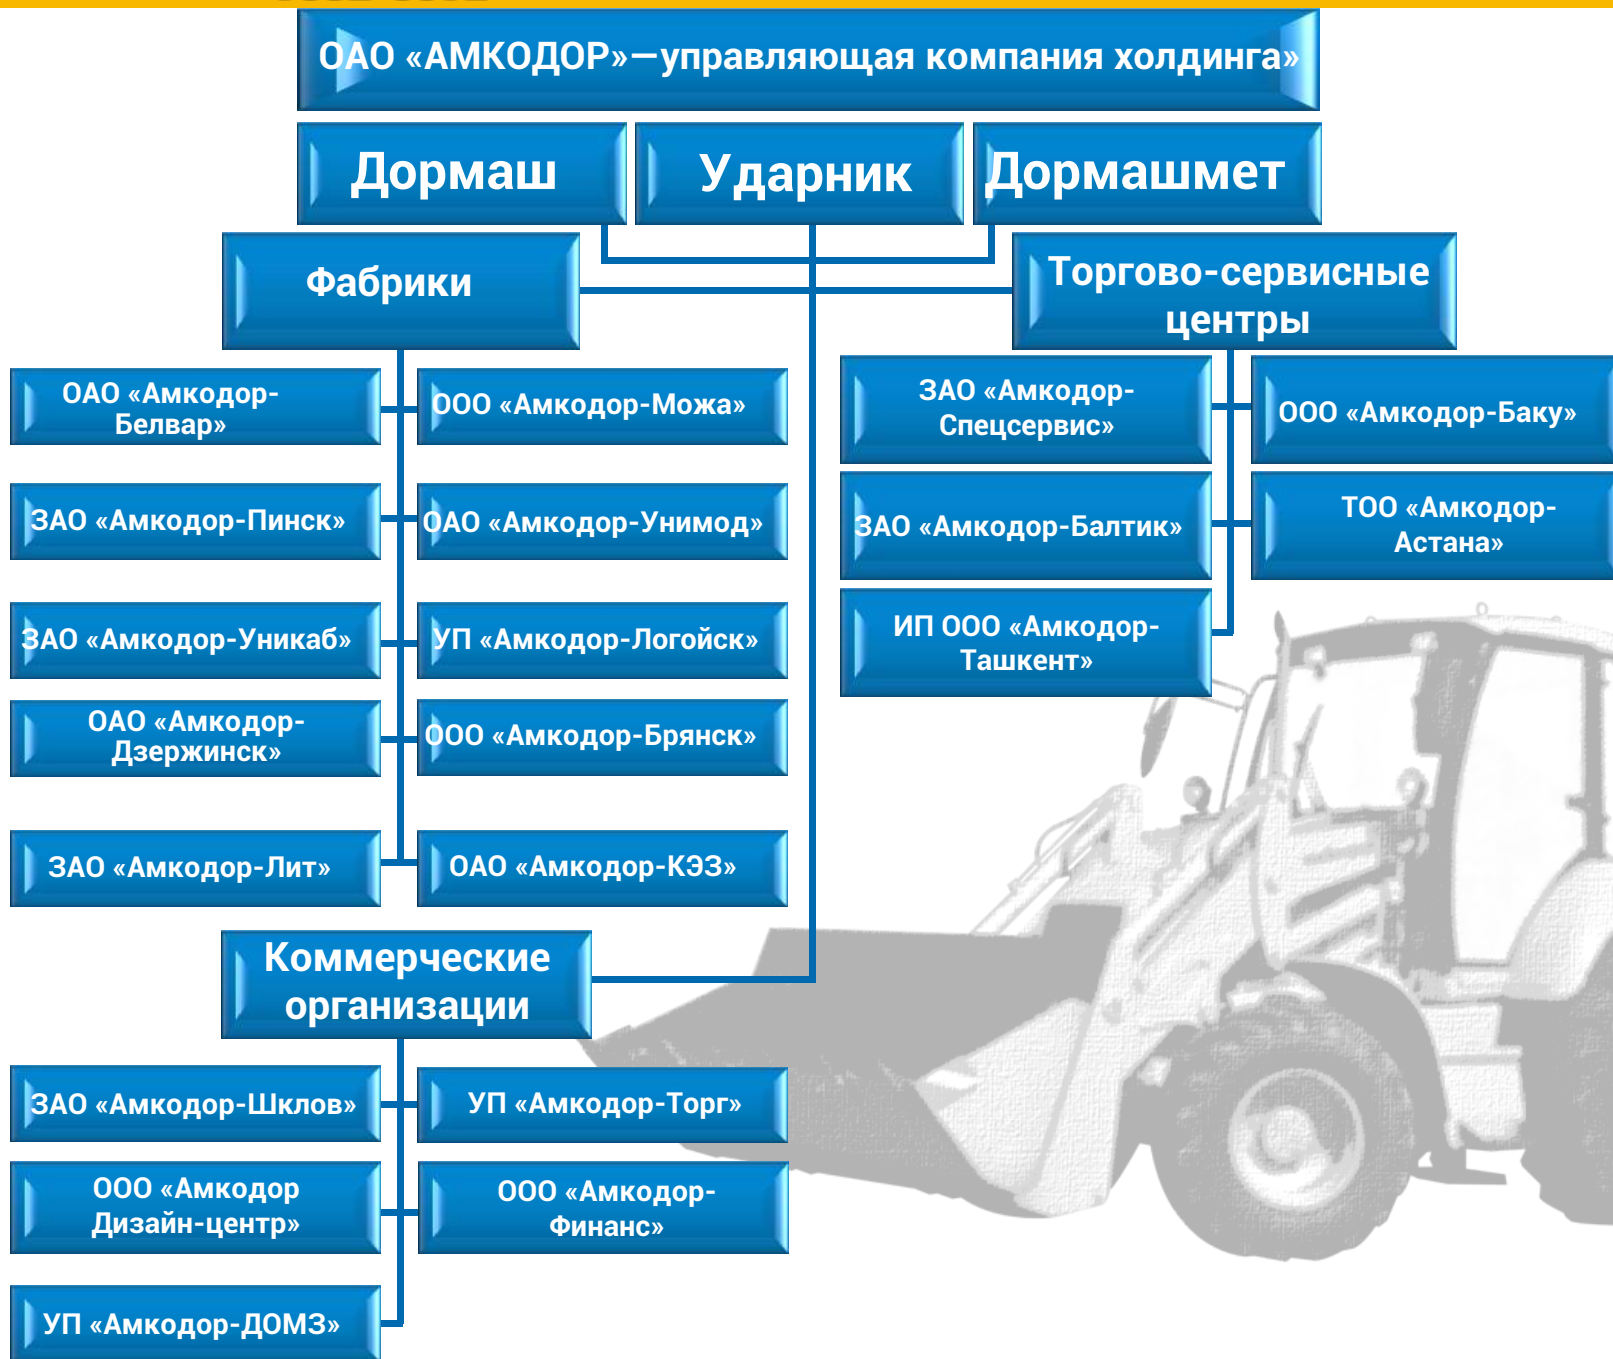 ОАО «АМКОДОР»—управляющая компания холдинга»
Дормаш
Ударник
Дормашмет
Фабрики
Торгово-сервисные
центры
ОАО «Амкодор-
Белвар»
ООО «Амкодор-Можа»
ЗАО «Амкодор-
Спецсервис»
ООО «Амкодор-Баку»
ЗАО «Амкодор-Пинск»
ОАО «Амкодор-Унимод»
ЗАО «Амкодор-Балтик»
ТОО «Амкодор-
Астана»
ЗАО «Амкодор-Уникаб»
УП «Амкодор-Логойск»
ИП ООО «Амкодор-
Ташкент»
ОАО «Амкодор-
Дзержинск»
ООО «Амкодор-Брянск»
ЗАО «Амкодор-Лит»
ОАО «Амкодор-КЭЗ»
Коммерческие
организации
ЗАО «Амкодор-Шклов»
УП «Амкодор-Торг»
ООО «Амкодор
Дизайн-центр»
ООО «Амкодор-
Финанс»
УП «Амкодор-ДОМЗ»